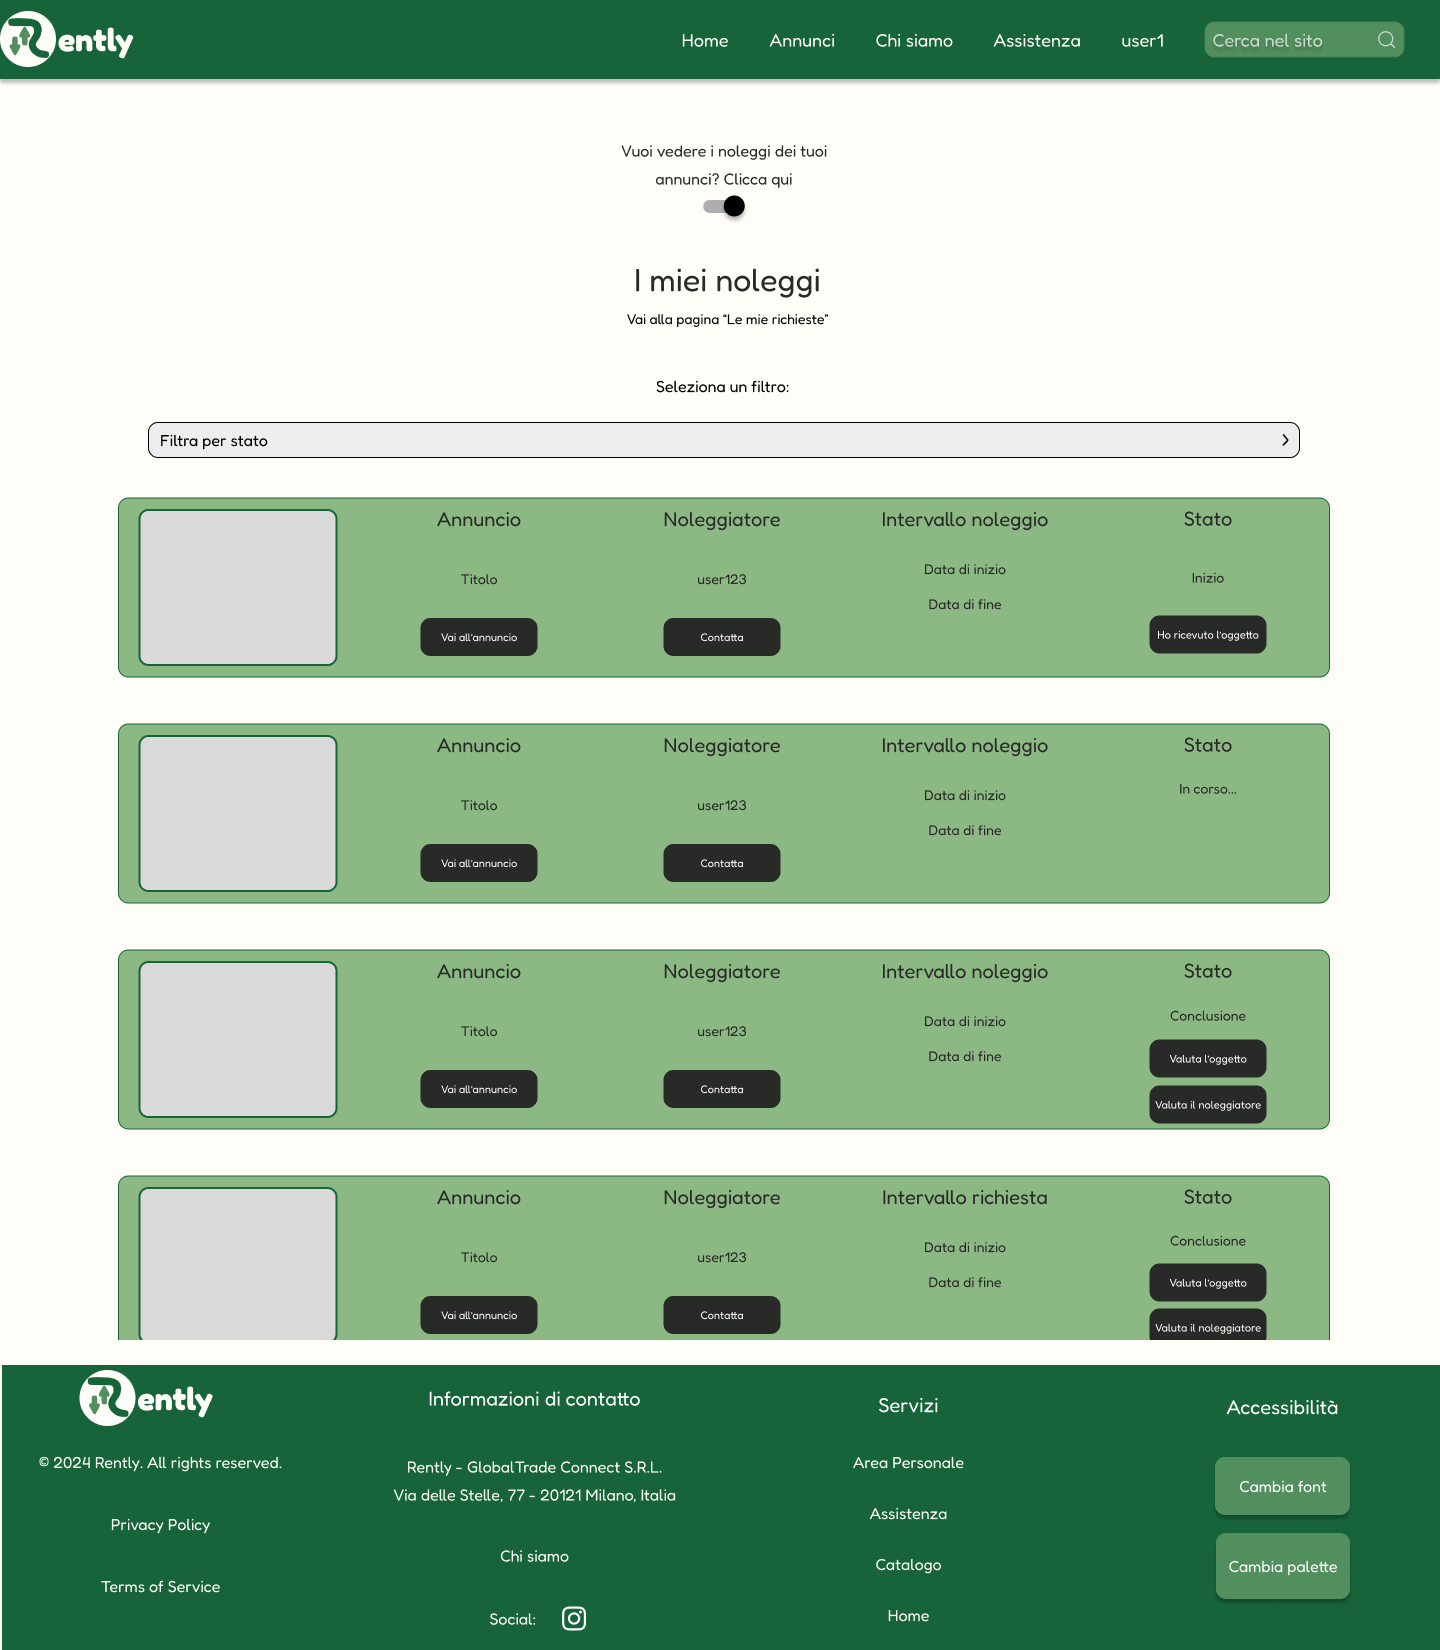 Rently
Home
Annunci
Chi siamo
Assistenza
user1
Cerca nel sito
Vuoi vedere i noleggi dei tuoi
annunci? Clicca qui
I miei noleggi
Vai alla pagina “Le mie richieste”
Seleziona un filtro:
Filtra per stato
Annuncio
Titolo
Vai all'annuncio
Noleggiatore
user123
Contatta
Intervallo noleggio
Data di inizio
Data di fine
Stato
Inizio
Ho ricevuto l'oggetto
Annuncio
Titolo
Vai all'annuncio
Noleggiatore
user123
Contatta
Intervallo noleggio
Data di inizio
Data di fine
Stato
In corso...
Annuncio
Titolo
Vai all'annuncio
Noleggiatore
user123
Contatta
Intervallo noleggio
Data di inizio
Data di fine
Stato
Conclusione
Valuta l'oggetto
Valuta il noleggiatore
Annuncio
Titolo
Vai all'annuncio
Noleggiatore
user123
Contatta
Intervallo richiesta
Data di inizio
Data di fine
Stato
Conclusione
Valuta l'oggetto
Valuta il noleggiatore
Rently
© 2024 Rently. All rights reserved.
Privacy Policy
Terms of Service
Informazioni di contatto
Rently - GlobalTrade Connect S.R.L.
Via delle Stelle, 77 - 20121 Milano, Italia
Chi siamo
Social:
Servizi
Area Personale
Assistenza
Catalogo
Home
Accessibilità
Cambia font
Cambia palette